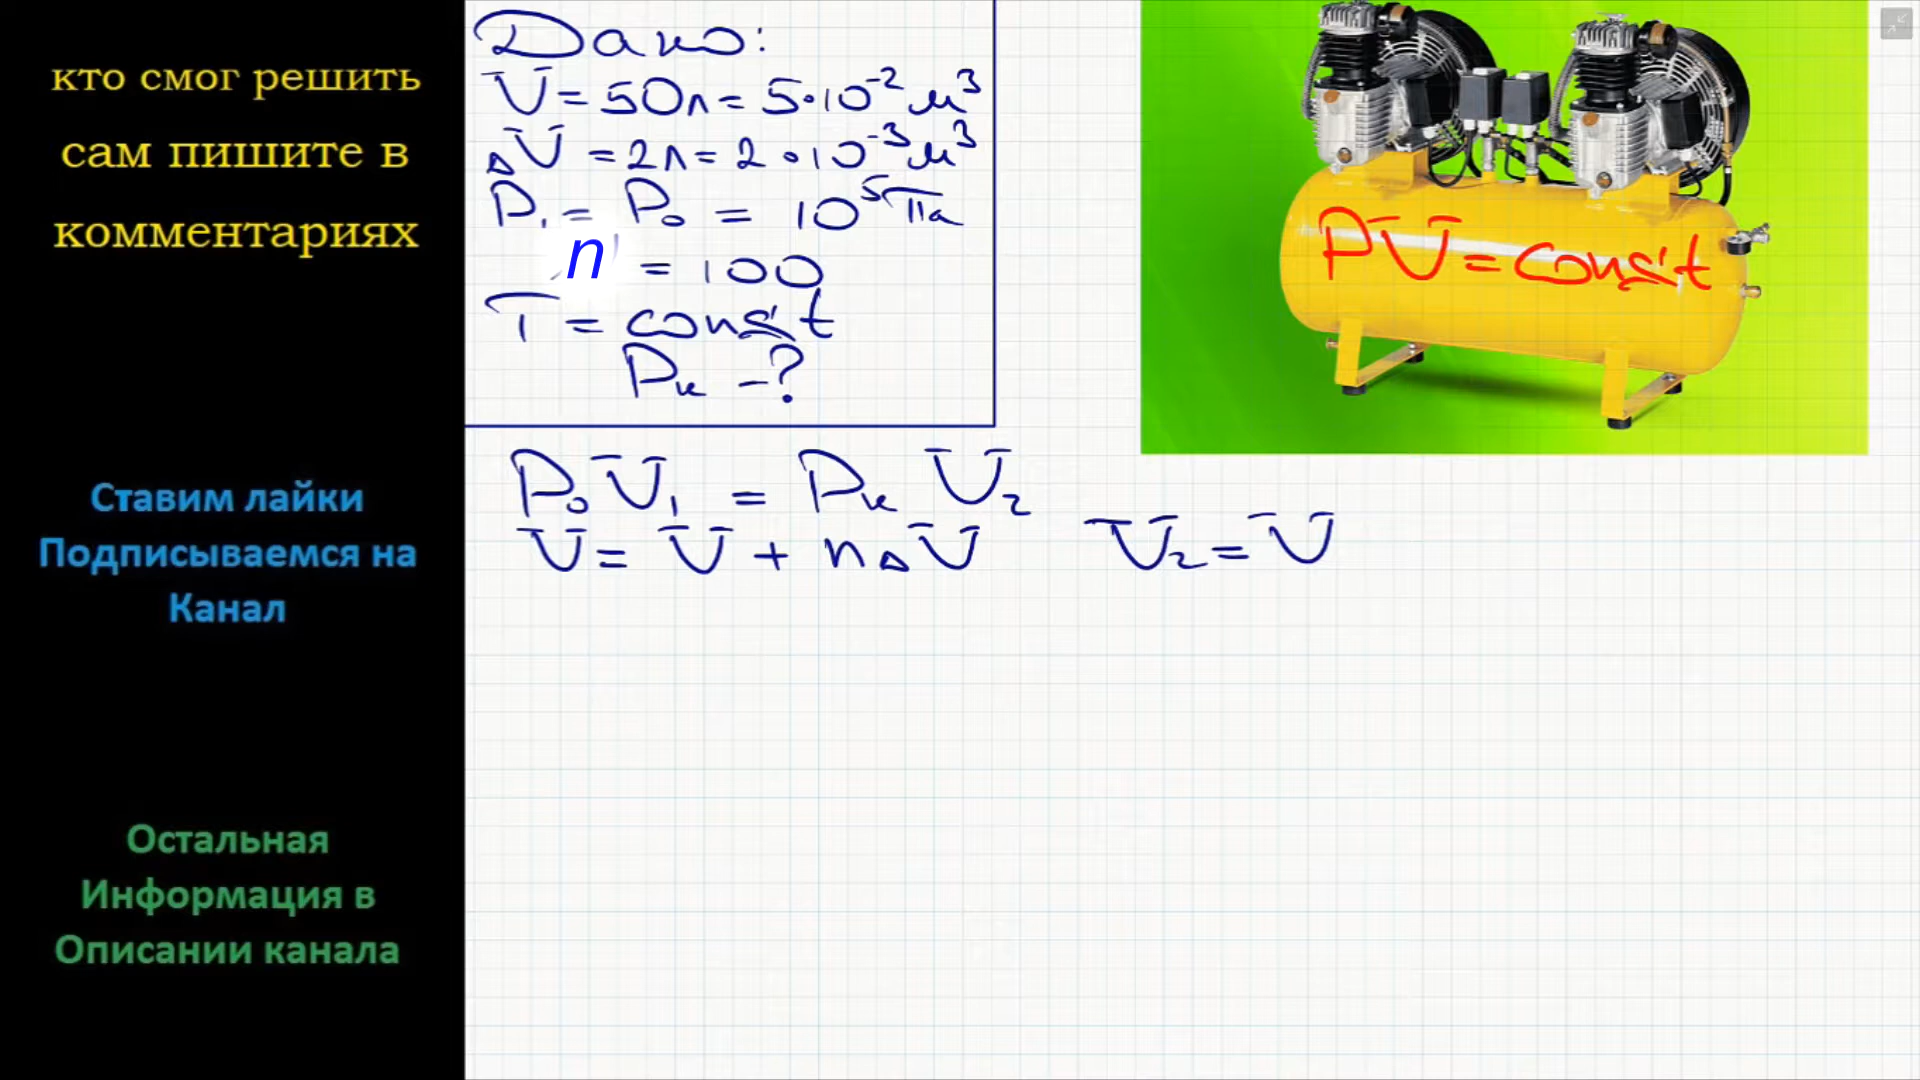 кто смог решить
сам пишите в
комментариях
Ставим лайки
Подписываемся на
Канал
Остальная
Информация в
Описании канала
Дано:
V = 50л = 5·10⁻² м³
ΔV = 2л = 2·10⁻³ м³
P₁ = P₀ = 10⁵ Па
n = 100
T = const
Pк - ?
PV = const
P₀V₁ = Pк V₂
V = V + nΔV V₂ = V